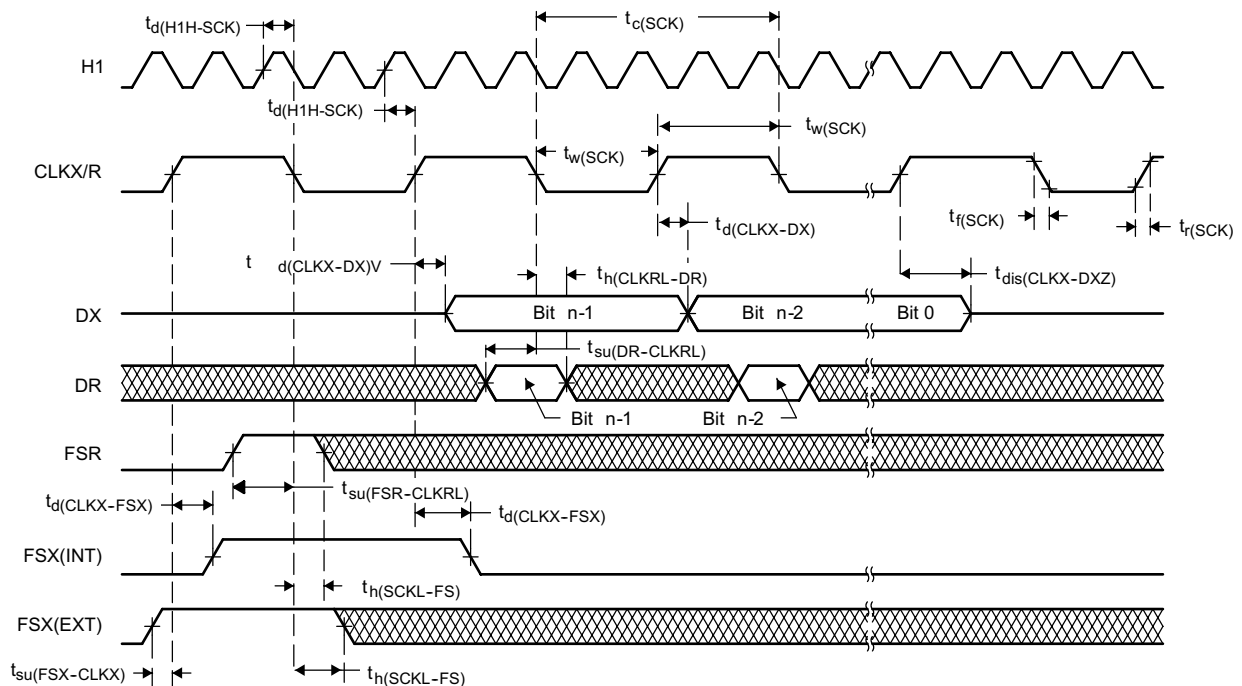 td(H1H-SCK)
tc(SCK)
H1
td(H1H-SCK)
tw(SCK)
tw(SCK)
CLKX/R
td(CLKX-DX)
tf(SCK)
tr(SCK)
t d(CLKX-DX)V
th(CLKRL-DR)
tdis(CLKX-DXZ)
DX
Bit n-1
Bit n-2
Bit 0
tsu(DR-CLKRL)
DR
Bit n-1
Bit n-2
FSR
td(CLKX-FSX)
tsu(FSR-CLKRL)
td(CLKX-FSX)
FSX(INT)
th(SCKL-FS)
FSX(EXT)
tsu(FSX-CLKX)
th(SCKL-FS)